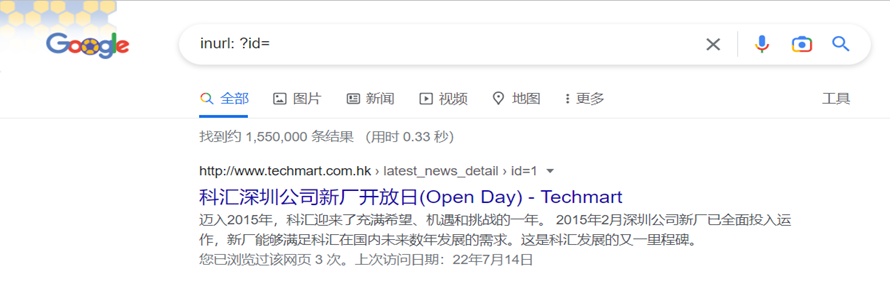 Google
inurl: ?id=
全部 图片 新闻 视频 地图 更多 工具
找到约 1,550,000 条结果 （用时 0.33 秒）
http://www.techmart.com.hk › latest_news_detail › id=1
科汇深圳公司新厂开放日(Open Day) - Techmart
迈入2015年，科汇迎来了充满希望、机遇和挑战的一年。 2015年2月深圳公司新厂已全面投入运
作，新厂能够满足科汇在国内未来数年发展的需求。这是科汇发展的又一里程碑。
您已浏览过该网页 3 次。上次访问日期：22年7月14日